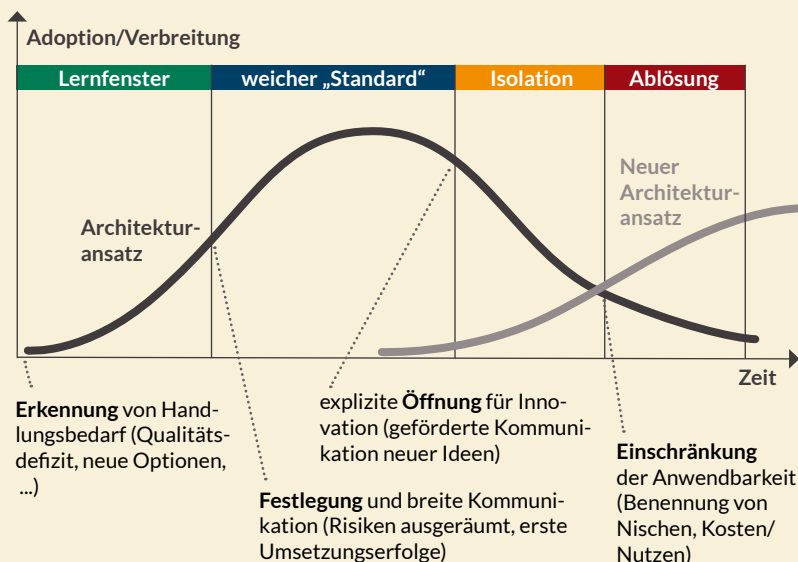 Adoption/Verbreitung
Lernfenster
weicher „Standard“
Isolation
Ablösung
Neuer
Architektur-
ansatz
Architektur-
ansatz
Zeit
Erkennung von Hand-
lungsbedarf (Qualitäts-
defizit, neue Optionen,
...)
explizite Öffnung für Inno-
vation (geförderte Kommuni-
kation neuer Ideen)
Festlegung und breite Kommuni-
kation (Risiken ausgeräumt, erste
Umsetzungserfolge)
Einschränkung
der Anwendbarkeit
(Benennung von
Nischen, Kosten/
Nutzen)